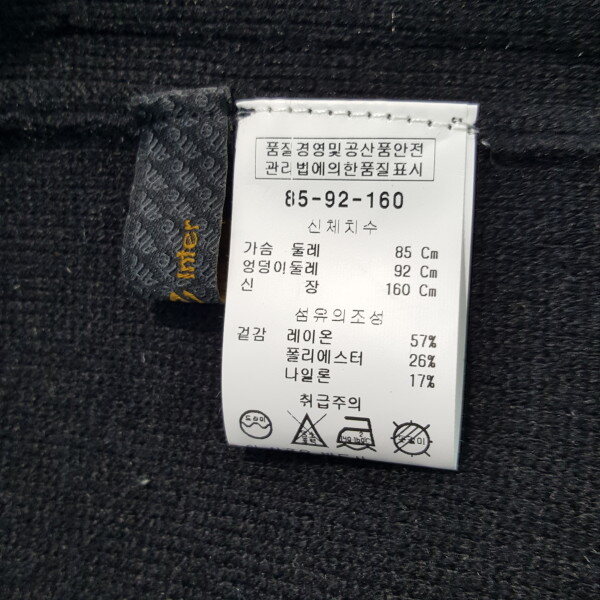 품질경영및공산품안전
관리법에의한품질표시
85-92-160
신체치수
가슴 둘레 85 Cm
엉덩이둘레 92 Cm
신 장 160 Cm
섬유의조성
겉감 레이온 57%
폴리에스터 26%
나일론 17%
취급주의
드라이
Inter